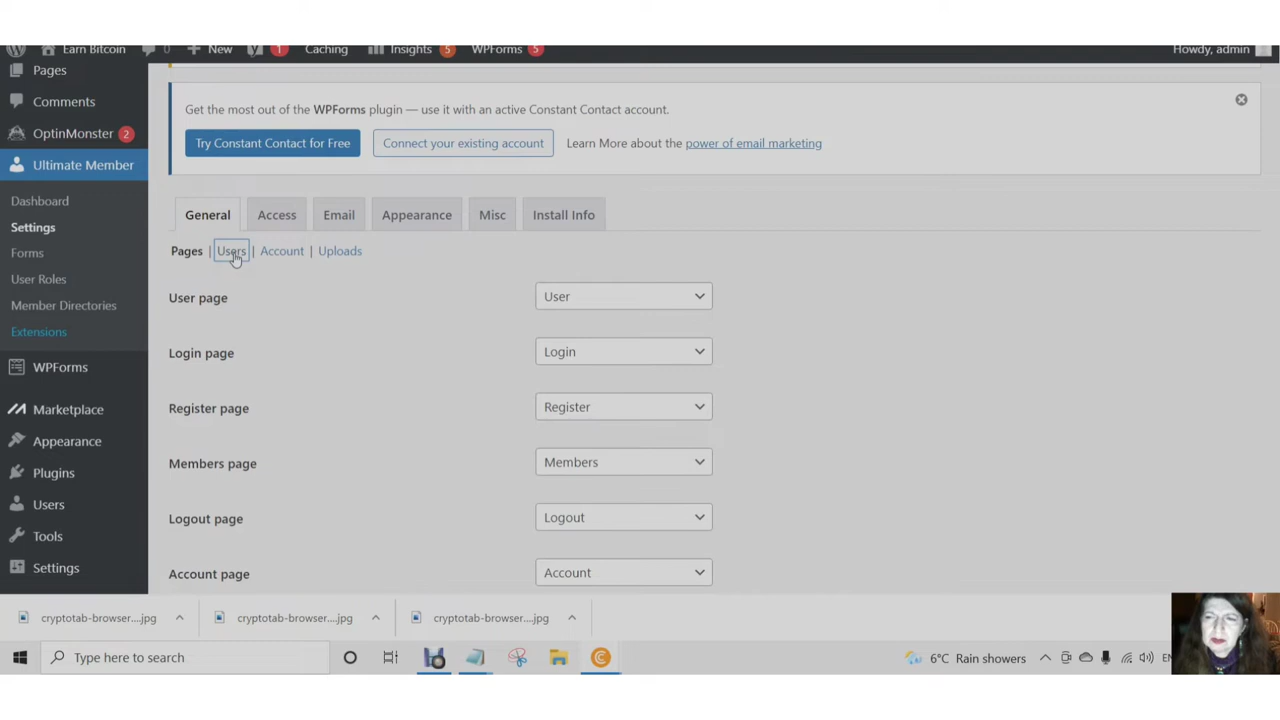 Earn Bitcoin 0 New 1 Caching Insights 5 WPForms 5 Howdy, admin
Pages
Comments
OptinMonster 2
Ultimate Member
Dashboard
Settings
Forms
User Roles
Member Directories
Extensions
WPForms
Marketplace
Appearance
Plugins
Users
Tools
Settings
Get the most out of the WPForms plugin — use it with an active Constant Contact account.
Try Constant Contact for Free Connect your existing account Learn More about the power of email marketing
General Access Email Appearance Misc Install Info
Pages | Users | Account | Uploads
User page User
Login page Login
Register page Register
Members page Members
Logout page Logout
Account page Account
cryptotab-browser....jpg cryptotab-browser....jpg cryptotab-browser....jpg
Type here to search 6°C Rain showers